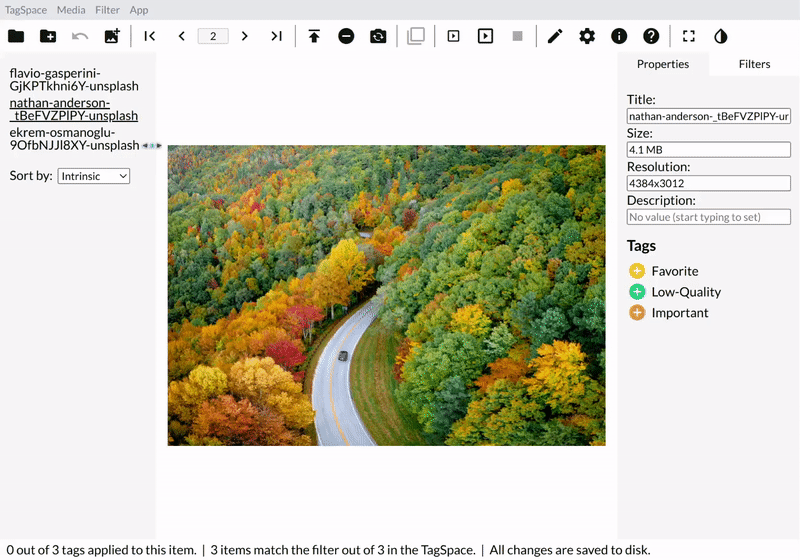 TagSpace Media Filter App
2
flavio-gasperini-
GjKPTkhni6Y-unsplash
nathan-anderson-
_tBeFVZPlPY-unsplash
ekrem-osmanoglu-
9OfbNJJl8XY-unsplash
Sort by: Intrinsic
Properties Filters
Title:
nathan-anderson-_tBeFVZPlPY-ur
Size:
4.1 MB
Resolution:
4384x3012
Description:
No value (start typing to set)
Tags
Favorite
Low-Quality
Important
0 out of 3 tags applied to this item. | 3 items match the filter out of 3 in the TagSpace. | All changes are saved to disk.